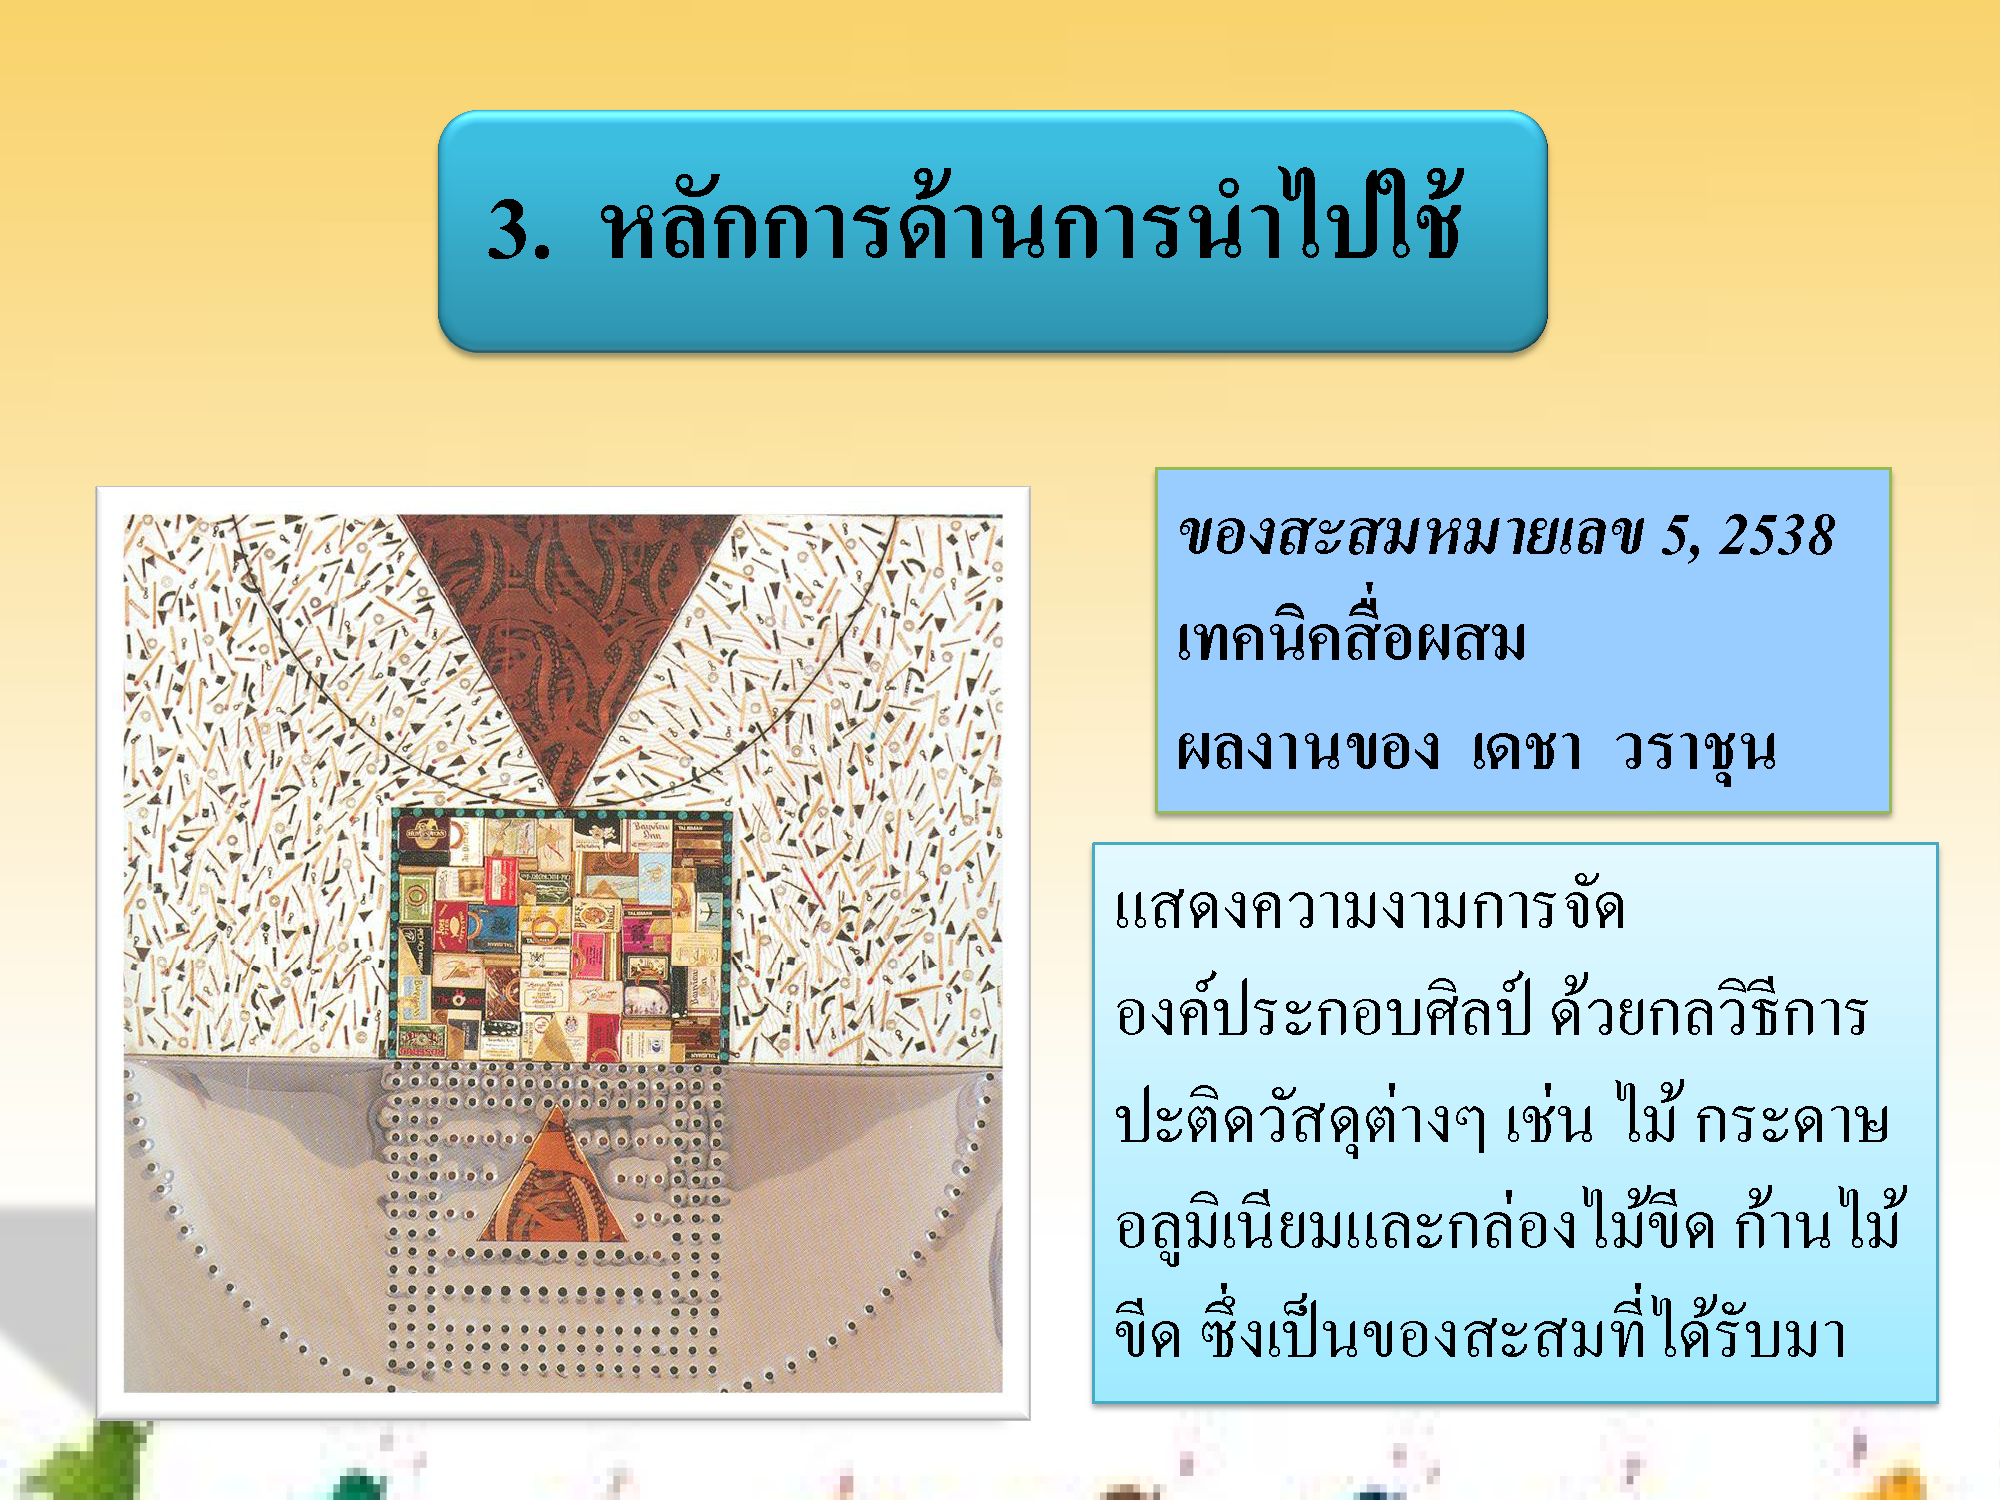 3. หลักการด้านการนำไปใช้
ของสะสมหมายเลข 5, 2538
เทคนิคสื่อผสม
ผลงานของ เดชา วราชุน
แสดงความงามการจัด
องค์ประกอบศิลป์ ด้วยกลวิธีการ
ปะติดวัสดุต่างๆ เช่น ไม้ กระดาษ
อลูมิเนียมและกล่องไม้ขีด ก้านไม้
ขีด ซึ่งเป็นของสะสมที่ได้รับมา